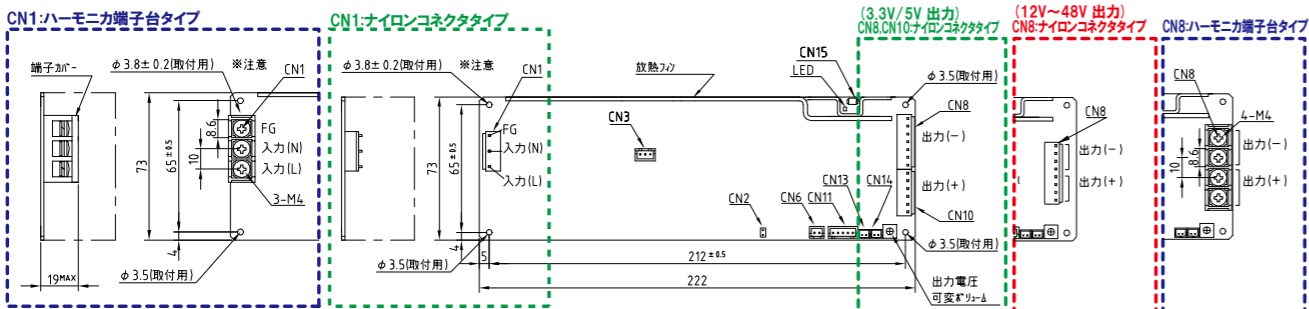 CN1:ハーモニカ端子台タイプ
端子カバー
φ3.8±0.2(取付用)
※注意
CN1
FG
入力(N)
入力(L)
3-M4
8.6
10
73
65±0.5
4
φ3.5(取付用)
19MAX
CN1:ナイロンコネクタタイプ
φ3.8±0.2(取付用)
※注意
CN1
FG
入力(N)
入力(L)
73
65±0.5
4
φ3.5(取付用)
5
放熱フィン
CN3
CN2
CN6
CN11
CN13
CN14
CN15
LED
212±0.5
222
(3.3V/5V 出力)
CN8,CN10:ナイロンコネクタタイプ
φ3.5(取付用)
CN8
出力(-)
出力(+)
CN10
φ3.5(取付用)
出力電圧
可変ボリューム
(12V～48V 出力)
CN8:ナイロンコネクタタイプ
CN8
出力(-)
出力(+)
CN8:ハーモニカ端子台タイプ
CN8
4-M4
出力(-)
出力(+)
8.6
10